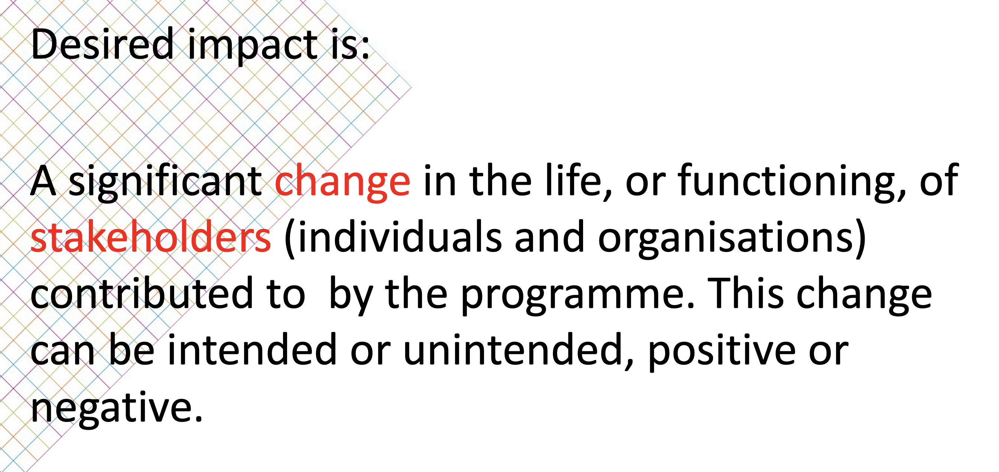 Desired impact is:
A significant change in the life, or functioning, of
stakeholders (individuals and organisations)
contributed to  by the programme. This change
can be intended or unintended, positive or
negative.